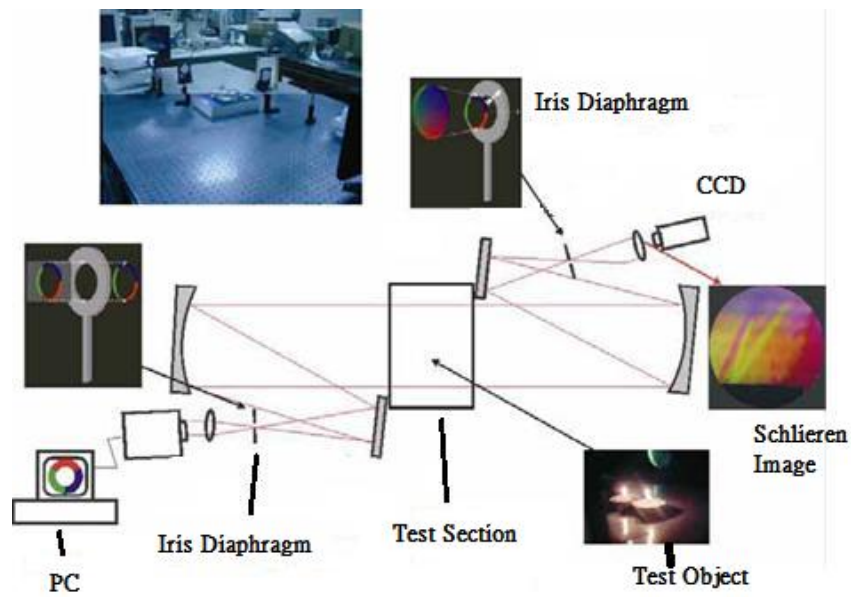 Iris Diaphragm
CCD
Schlieren
Image
Iris Diaphragm
Test Section
PC
Test Object